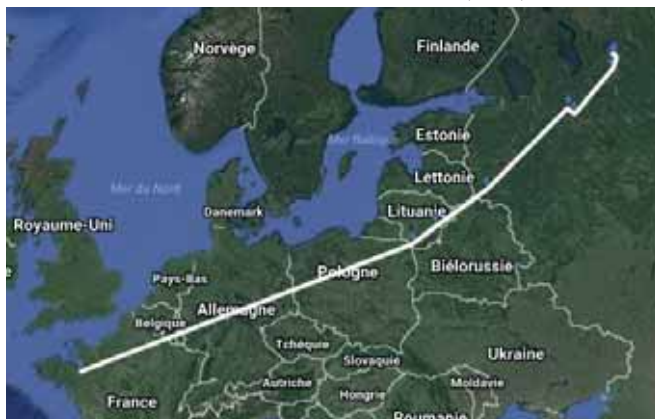 Norvège
Finlande
Estonie
Mer Baltique
Lettonie
Mer du Nord
Danemark
Lituanie
Royaume-Uni
Biélorussie
Pologne
Pays-Bas
Allemagne
Belgique
Tchéquie
Slovaquie
Ukraine
Autriche
Moldavie
France
Hongrie
Roumanie